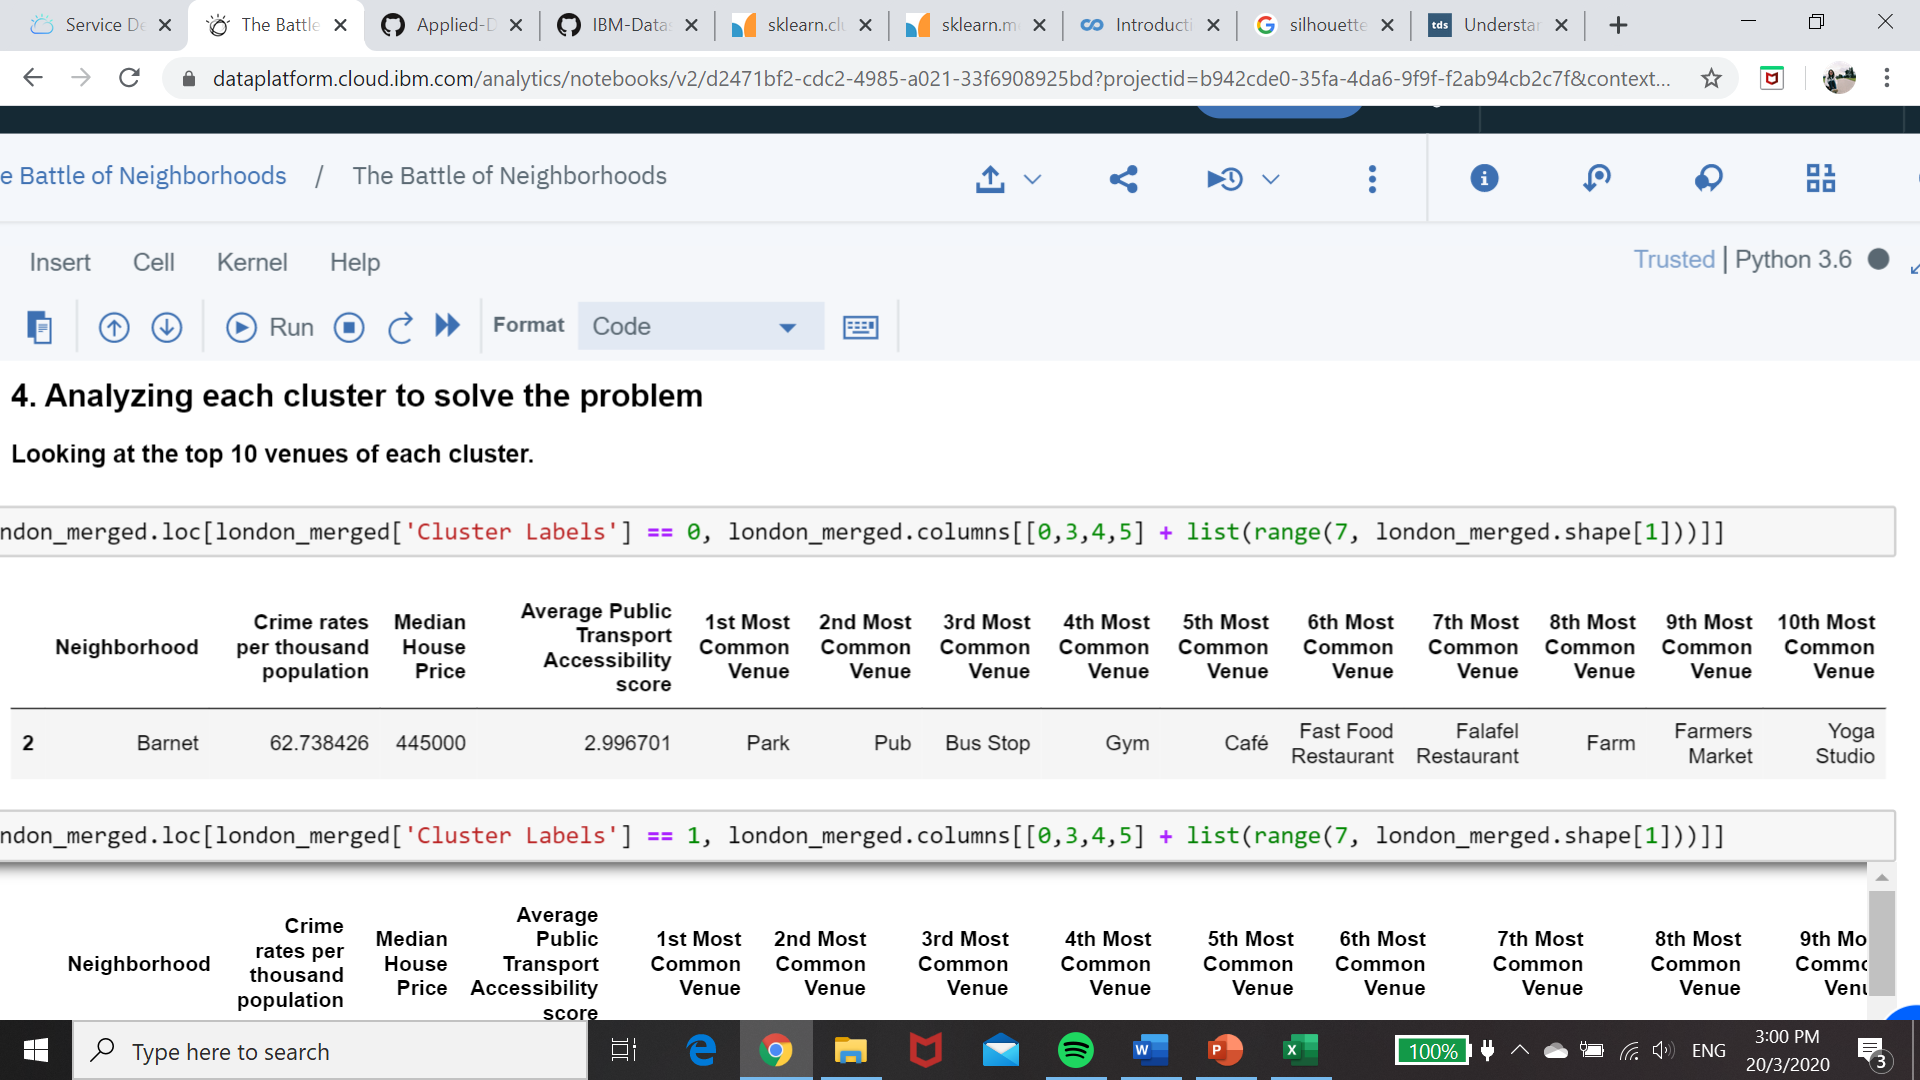 Service De The Battle Applied-D IBM-Datas sklearn.clu sklearn.me Introducti silhouette tds Understan
dataplatform.cloud.ibm.com/analytics/notebooks/v2/d2471bf2-cdc2-4985-a021-33f6908925bd?projectid=b942cde0-35fa-4da6-9f9f-f2ab94cb2c7f&context...
e Battle of Neighborhoods / The Battle of Neighborhoods
Insert Cell Kernel Help Trusted | Python 3.6
Run Format Code
4. Analyzing each cluster to solve the problem
Looking at the top 10 venues of each cluster.
ndon_merged.loc[london_merged['Cluster Labels'] == 0, london_merged.columns[[0,3,4,5] + list(range(7, london_merged.shape[1]))]]
Neighborhood Crime rates per thousand population Median House Price Average Public Transport Accessibility score 1st Most Common Venue 2nd Most Common Venue 3rd Most Common Venue 4th Most Common Venue 5th Most Common Venue 6th Most Common Venue 7th Most Common Venue 8th Most Common Venue 9th Most Common Venue 10th Most Common Venue
2 Barnet 62.738426 445000 2.996701 Park Pub Bus Stop Gym Café Fast Food Restaurant Falafel Restaurant Farm Farmers Market Yoga Studio
ndon_merged.loc[london_merged['Cluster Labels'] == 1, london_merged.columns[[0,3,4,5] + list(range(7, london_merged.shape[1]))]]
Neighborhood Crime rates per thousand population Median House Price Average Public Transport Accessibility score 1st Most Common Venue 2nd Most Common Venue 3rd Most Common Venue 4th Most Common Venue 5th Most Common Venue 6th Most Common Venue 7th Most Common Venue 8th Most Common Venue 9th Mo Commo Venu
Type here to search 100% ENG 3:00 PM
20/3/2020 3